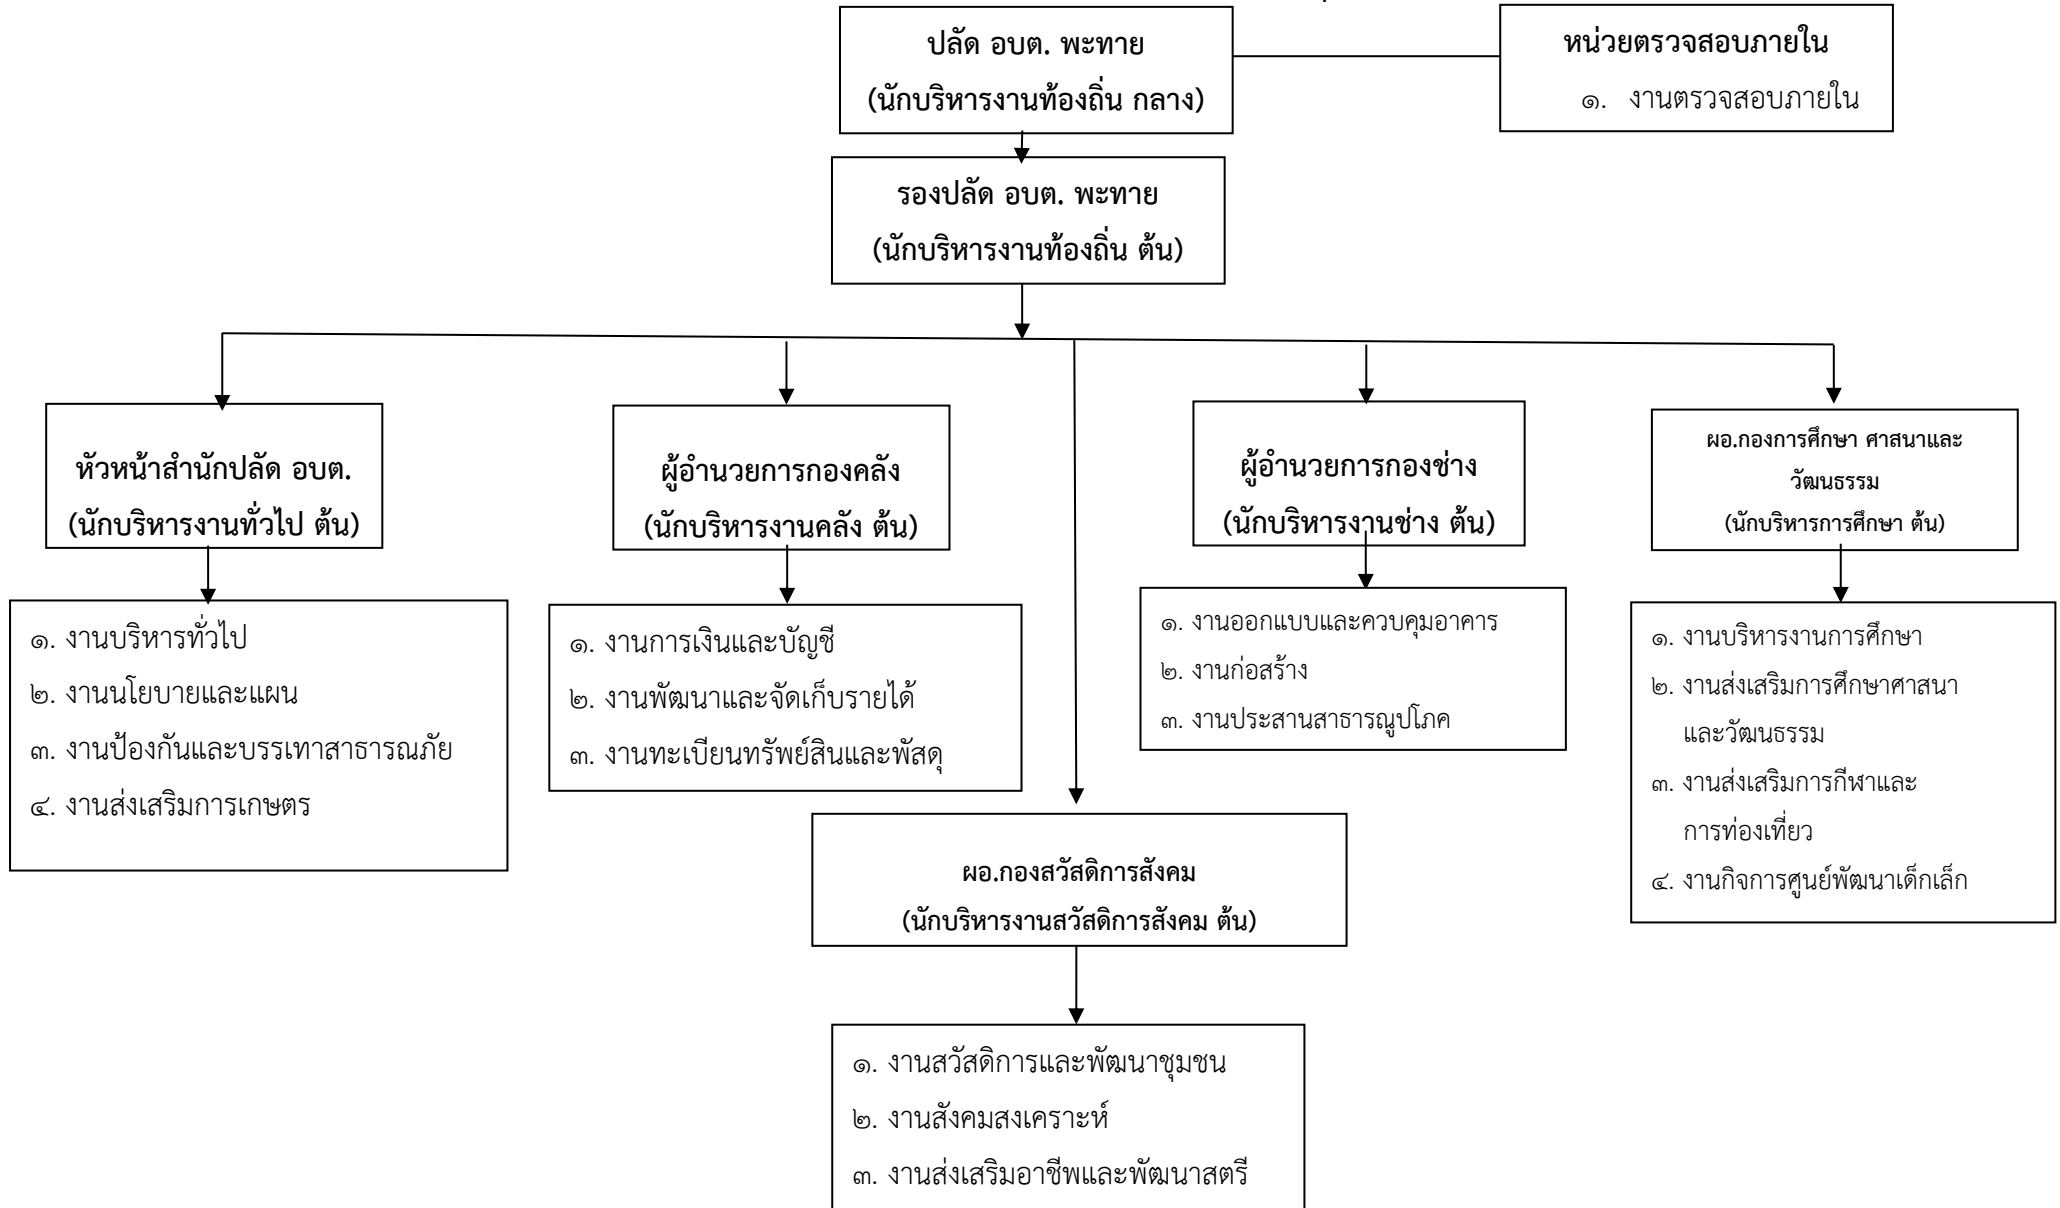 ปลัด อบต. พะทาย
(นักบริหารงานท้องถิ่น กลาง)
หน่วยตรวจสอบภายใน
๑. งานตรวจสอบภายใน
รองปลัด อบต. พะทาย
(นักบริหารงานท้องถิ่น ต้น)
หัวหน้าสำนักปลัด อบต.
(นักบริหารงานทั่วไป ต้น)
ผู้อำนวยการกองคลัง
(นักบริหารงานคลัง ต้น)
ผู้อำนวยการกองช่าง
(นักบริหารงานช่าง ต้น)
ผอ.กองการศึกษา ศาสนาและ
วัฒนธรรม
(นักบริหารการศึกษา ต้น)
๑. งานบริหารทั่วไป
๒. งานนโยบายและแผน
๓. งานป้องกันและบรรเทาสาธารณภัย
๔. งานส่งเสริมการเกษตร
๑. งานการเงินและบัญชี
๒. งานพัฒนาและจัดเก็บรายได้
๓. งานทะเบียนทรัพย์สินและพัสดุ
๑. งานออกแบบและควบคุมอาคาร
๒. งานก่อสร้าง
๓. งานประสานสาธารณูปโภค
๑. งานบริหารงานการศึกษา
๒. งานส่งเสริมการศึกษาศาสนา
และวัฒนธรรม
๓. งานส่งเสริมการกีฬาและ
การท่องเที่ยว
๔. งานกิจการศูนย์พัฒนาเด็กเล็ก
ผอ.กองสวัสดิการสังคม
(นักบริหารงานสวัสดิการสังคม ต้น)
๑. งานสวัสดิการและพัฒนาชุมชน
๒. งานสังคมสงเคราะห์
๓. งานส่งเสริมอาชีพและพัฒนาสตรี